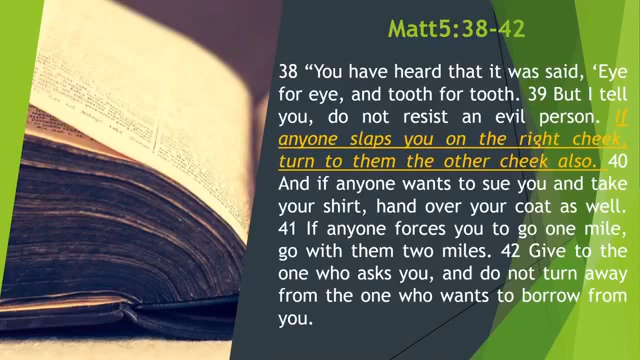 Matt5:38-42
38 “You have heard that it was said, ‘Eye
for eye, and tooth for tooth. 39 But I tell
you, do not resist an evil person. If
anyone slaps you on the right cheek,
turn to them the other cheek also. 40
And if anyone wants to sue you and take
your shirt, hand over your coat as well.
41 If anyone forces you to go one mile,
go with them two miles. 42 Give to the
one who asks you, and do not turn away
from the one who wants to borrow from
you.